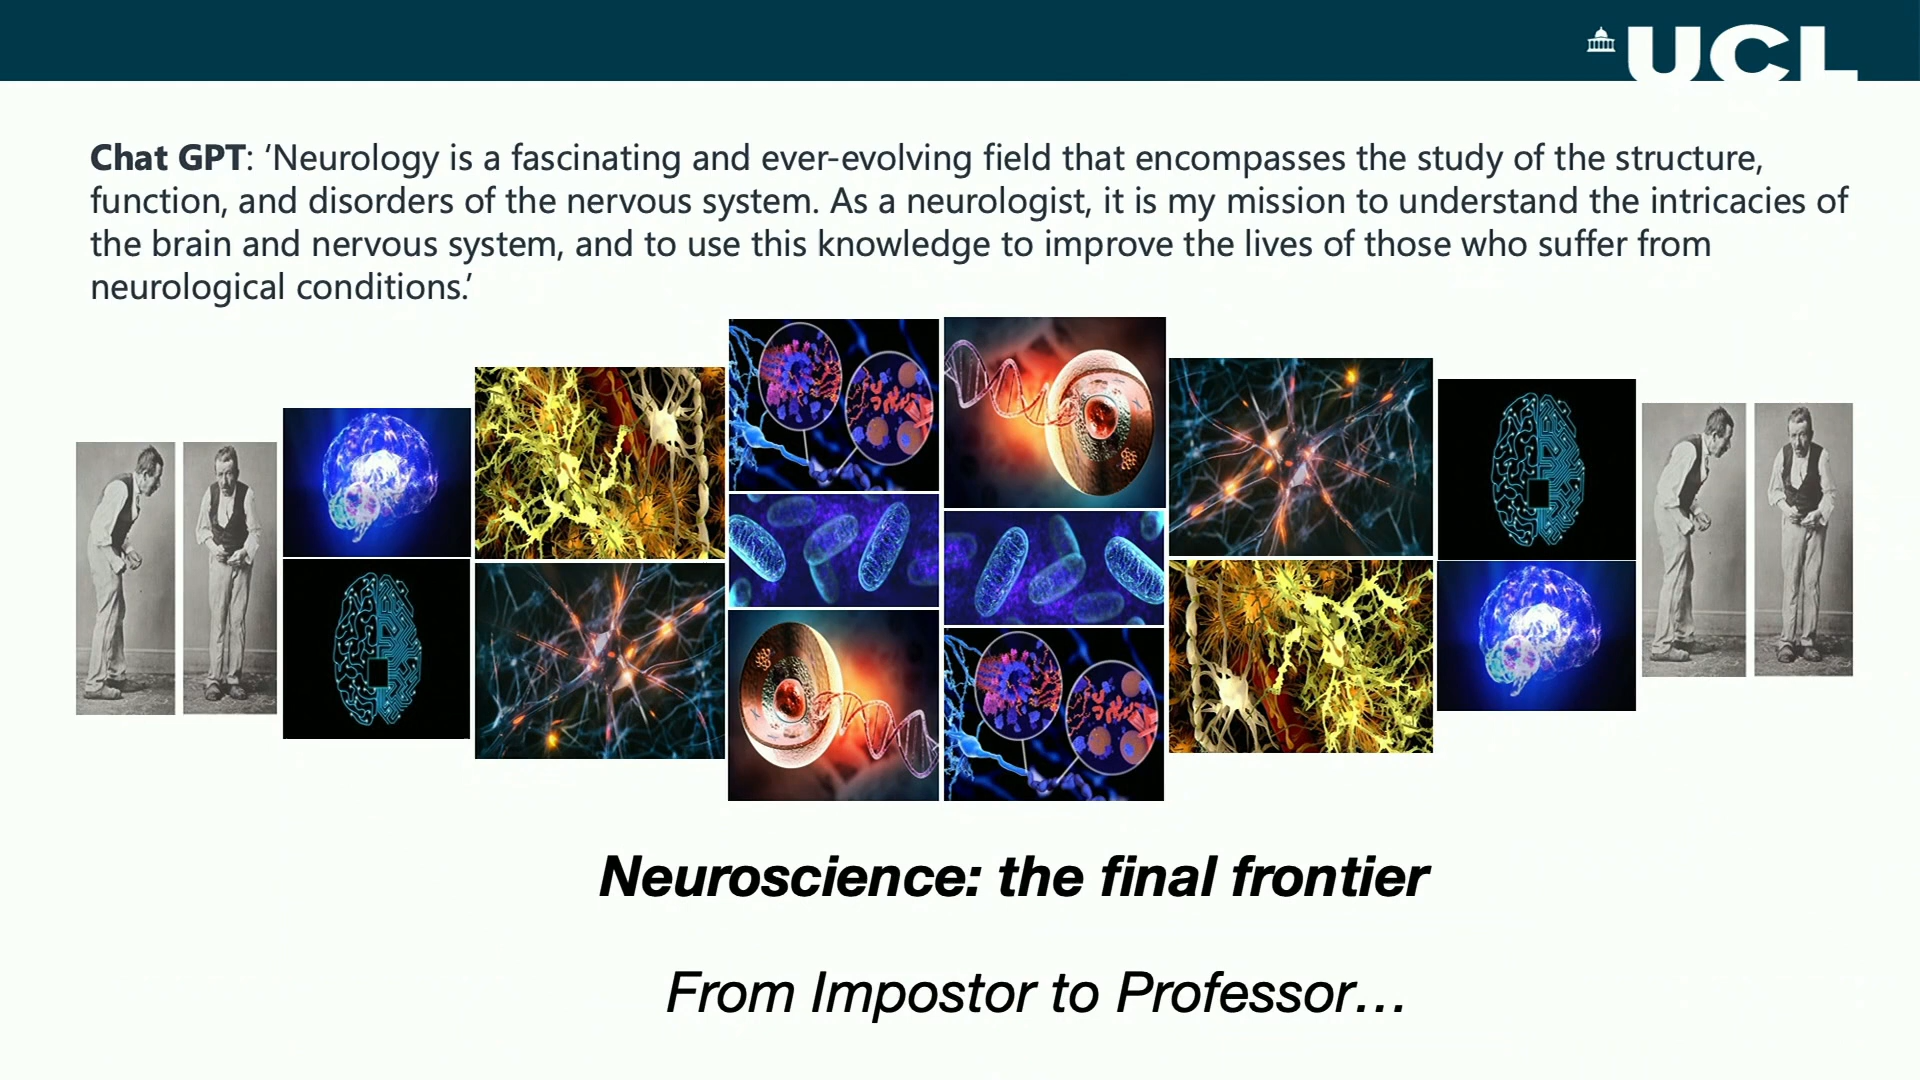 UCL
Chat GPT: ‘Neurology is a fascinating and ever-evolving field that encompasses the study of the structure,
function, and disorders of the nervous system. As a neurologist, it is my mission to understand the intricacies of
the brain and nervous system, and to use this knowledge to improve the lives of those who suffer from
neurological conditions.’
Neuroscience: the final frontier
From Impostor to Professor…